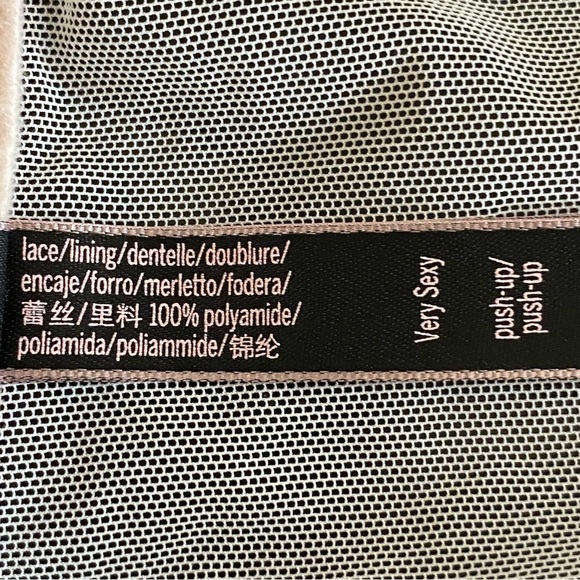 lace/lining/dentelle/doublure/
encaje/forro/merletto/fodera/
蕾丝/里料 100% polyamide/
poliamida/poliammide/锦纶
Very Sexy
push-up/
push-up